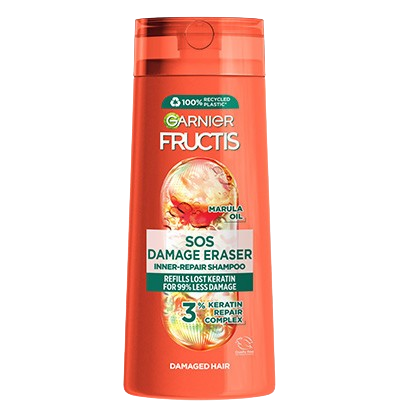 100% RECYCLED
PLASTIC*
GARNIER
FRUCTIS
MARULA
OIL
SOS
DAMAGE ERASER
INNER-REPAIR SHAMPOO
REFILLS LOST KERATIN
FOR 99% LESS DAMAGE
3% KERATIN
REPAIR
COMPLEX
DAMAGED HAIR